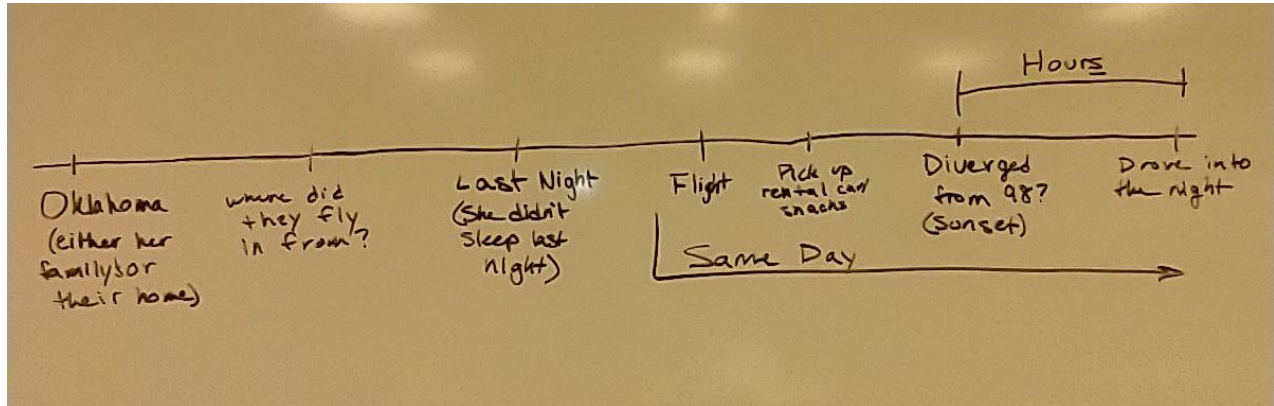 Hours
Oklahoma
(either her
family's or
their home)
where did
they fly
in from?
Last Night
(She didn't
sleep last
night)
Flight
Pick up
rental car/
snacks
Diverged
from 98?
(Sunset)
Drove into
the night
Same Day